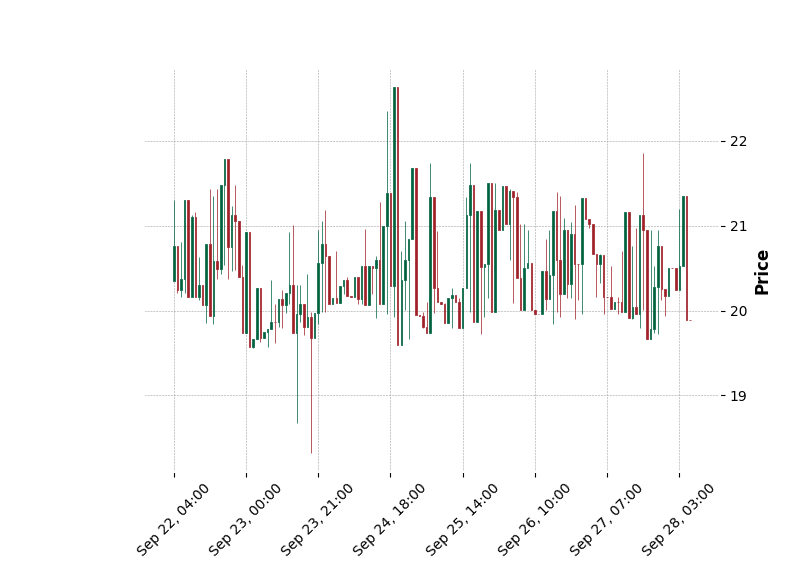 22
21
20
19
Price
Sep 22, 04:00
Sep 23, 00:00
Sep 23, 21:00
Sep 24, 18:00
Sep 25, 14:00
Sep 26, 10:00
Sep 27, 07:00
Sep 28, 03:00